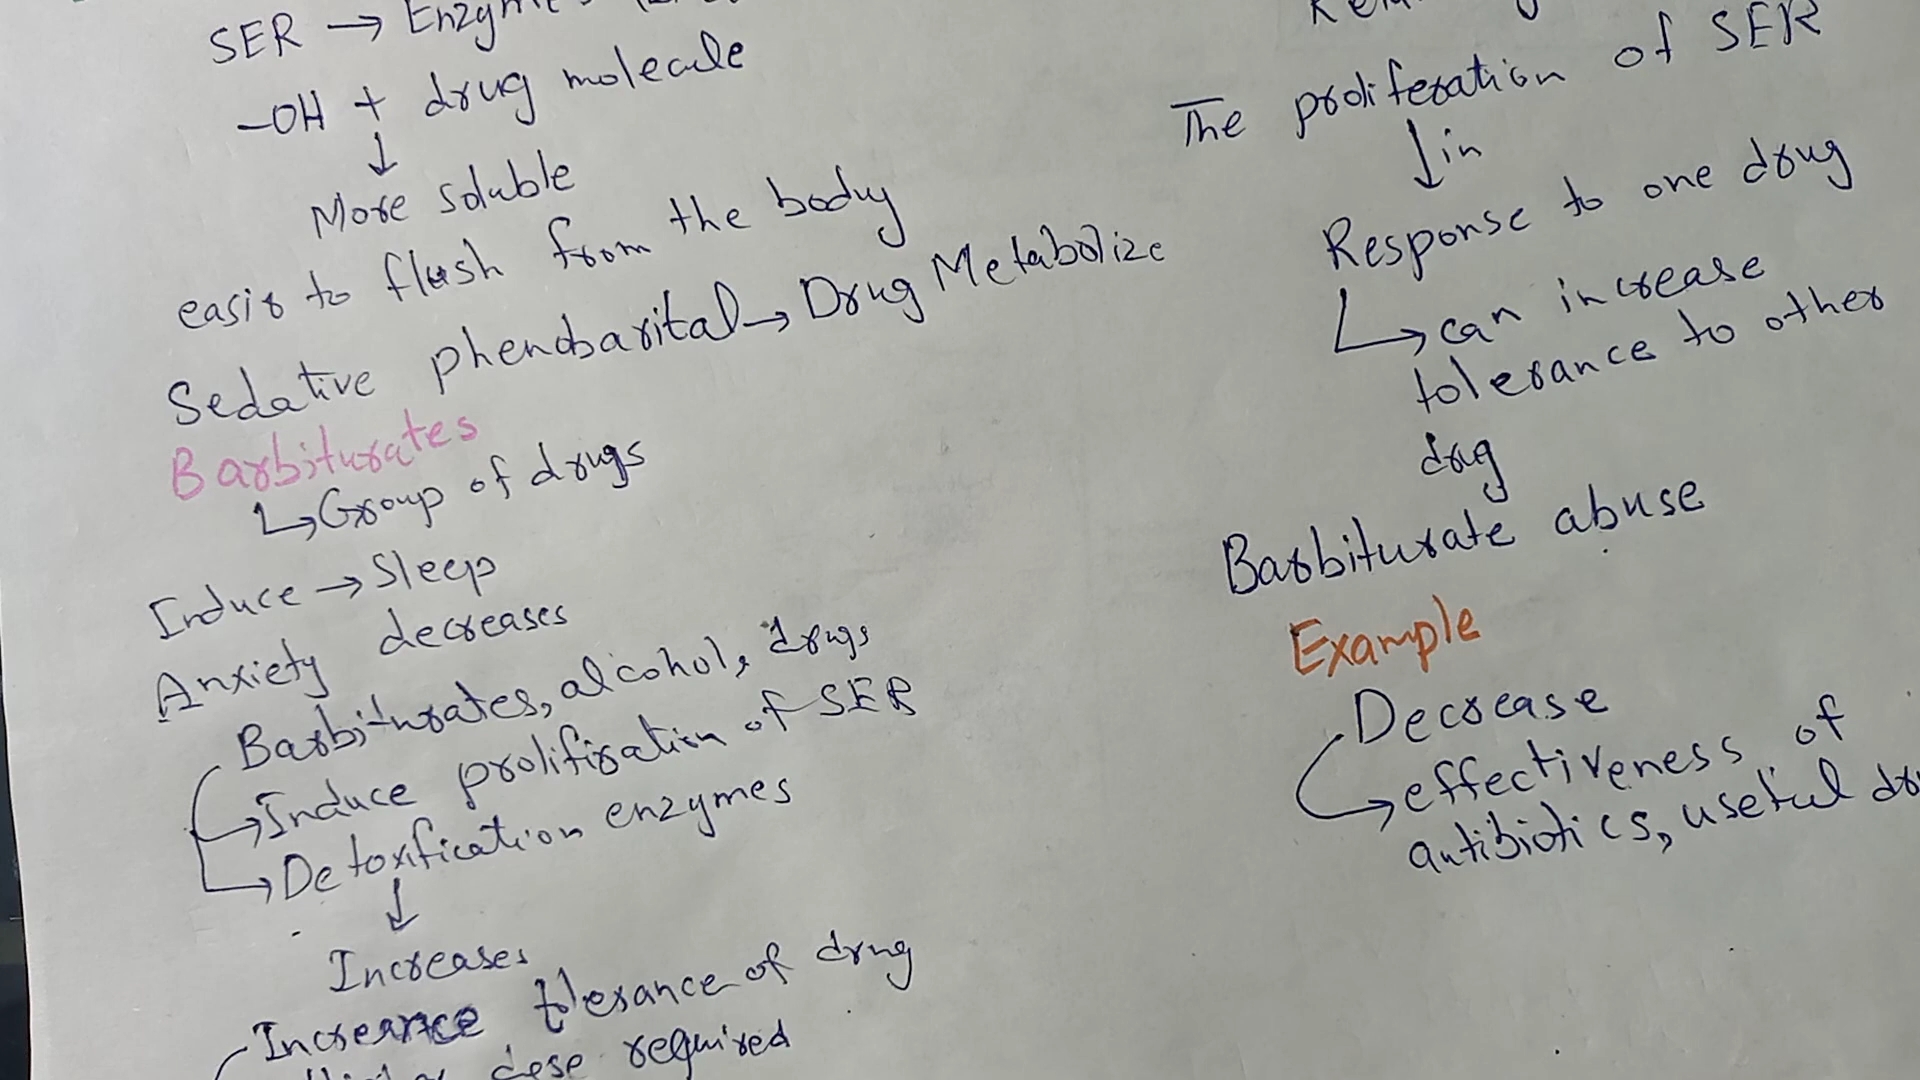 SER → Enzymes
-OH + drug molecule
↓
More soluble
easir to flush from the body
Sedative phenobarital → Drug Metabolize
Barbiturates
↳ Group of drugs
Induce → Sleep
Anxiety decreases
Barbiturates, alcohol, drugs
→ Induce prolifiration of SER
→ Detoxification enzymes
↓
Increases
Increance tolerance of drug
dese required
The proliferation of SER
↓ in
Response to one drug
↳ can increase
tolerance to other
drug
Barbiturate abuse
Example
Decrease
→ effectiveness of
antibiotics, useful